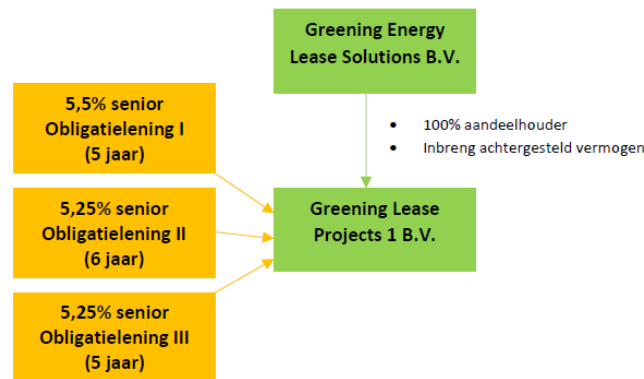 Greening Energy
Lease Solutions B.V.
5,5% senior
Obligatielening I
(5 jaar)
• 100% aandeelhouder
• Inbreng achtergesteld vermogen
5,25% senior
Obligatielening II
(6 jaar)
Greening Lease
Projects 1 B.V.
5,25% senior
Obligatielening III
(5 jaar)